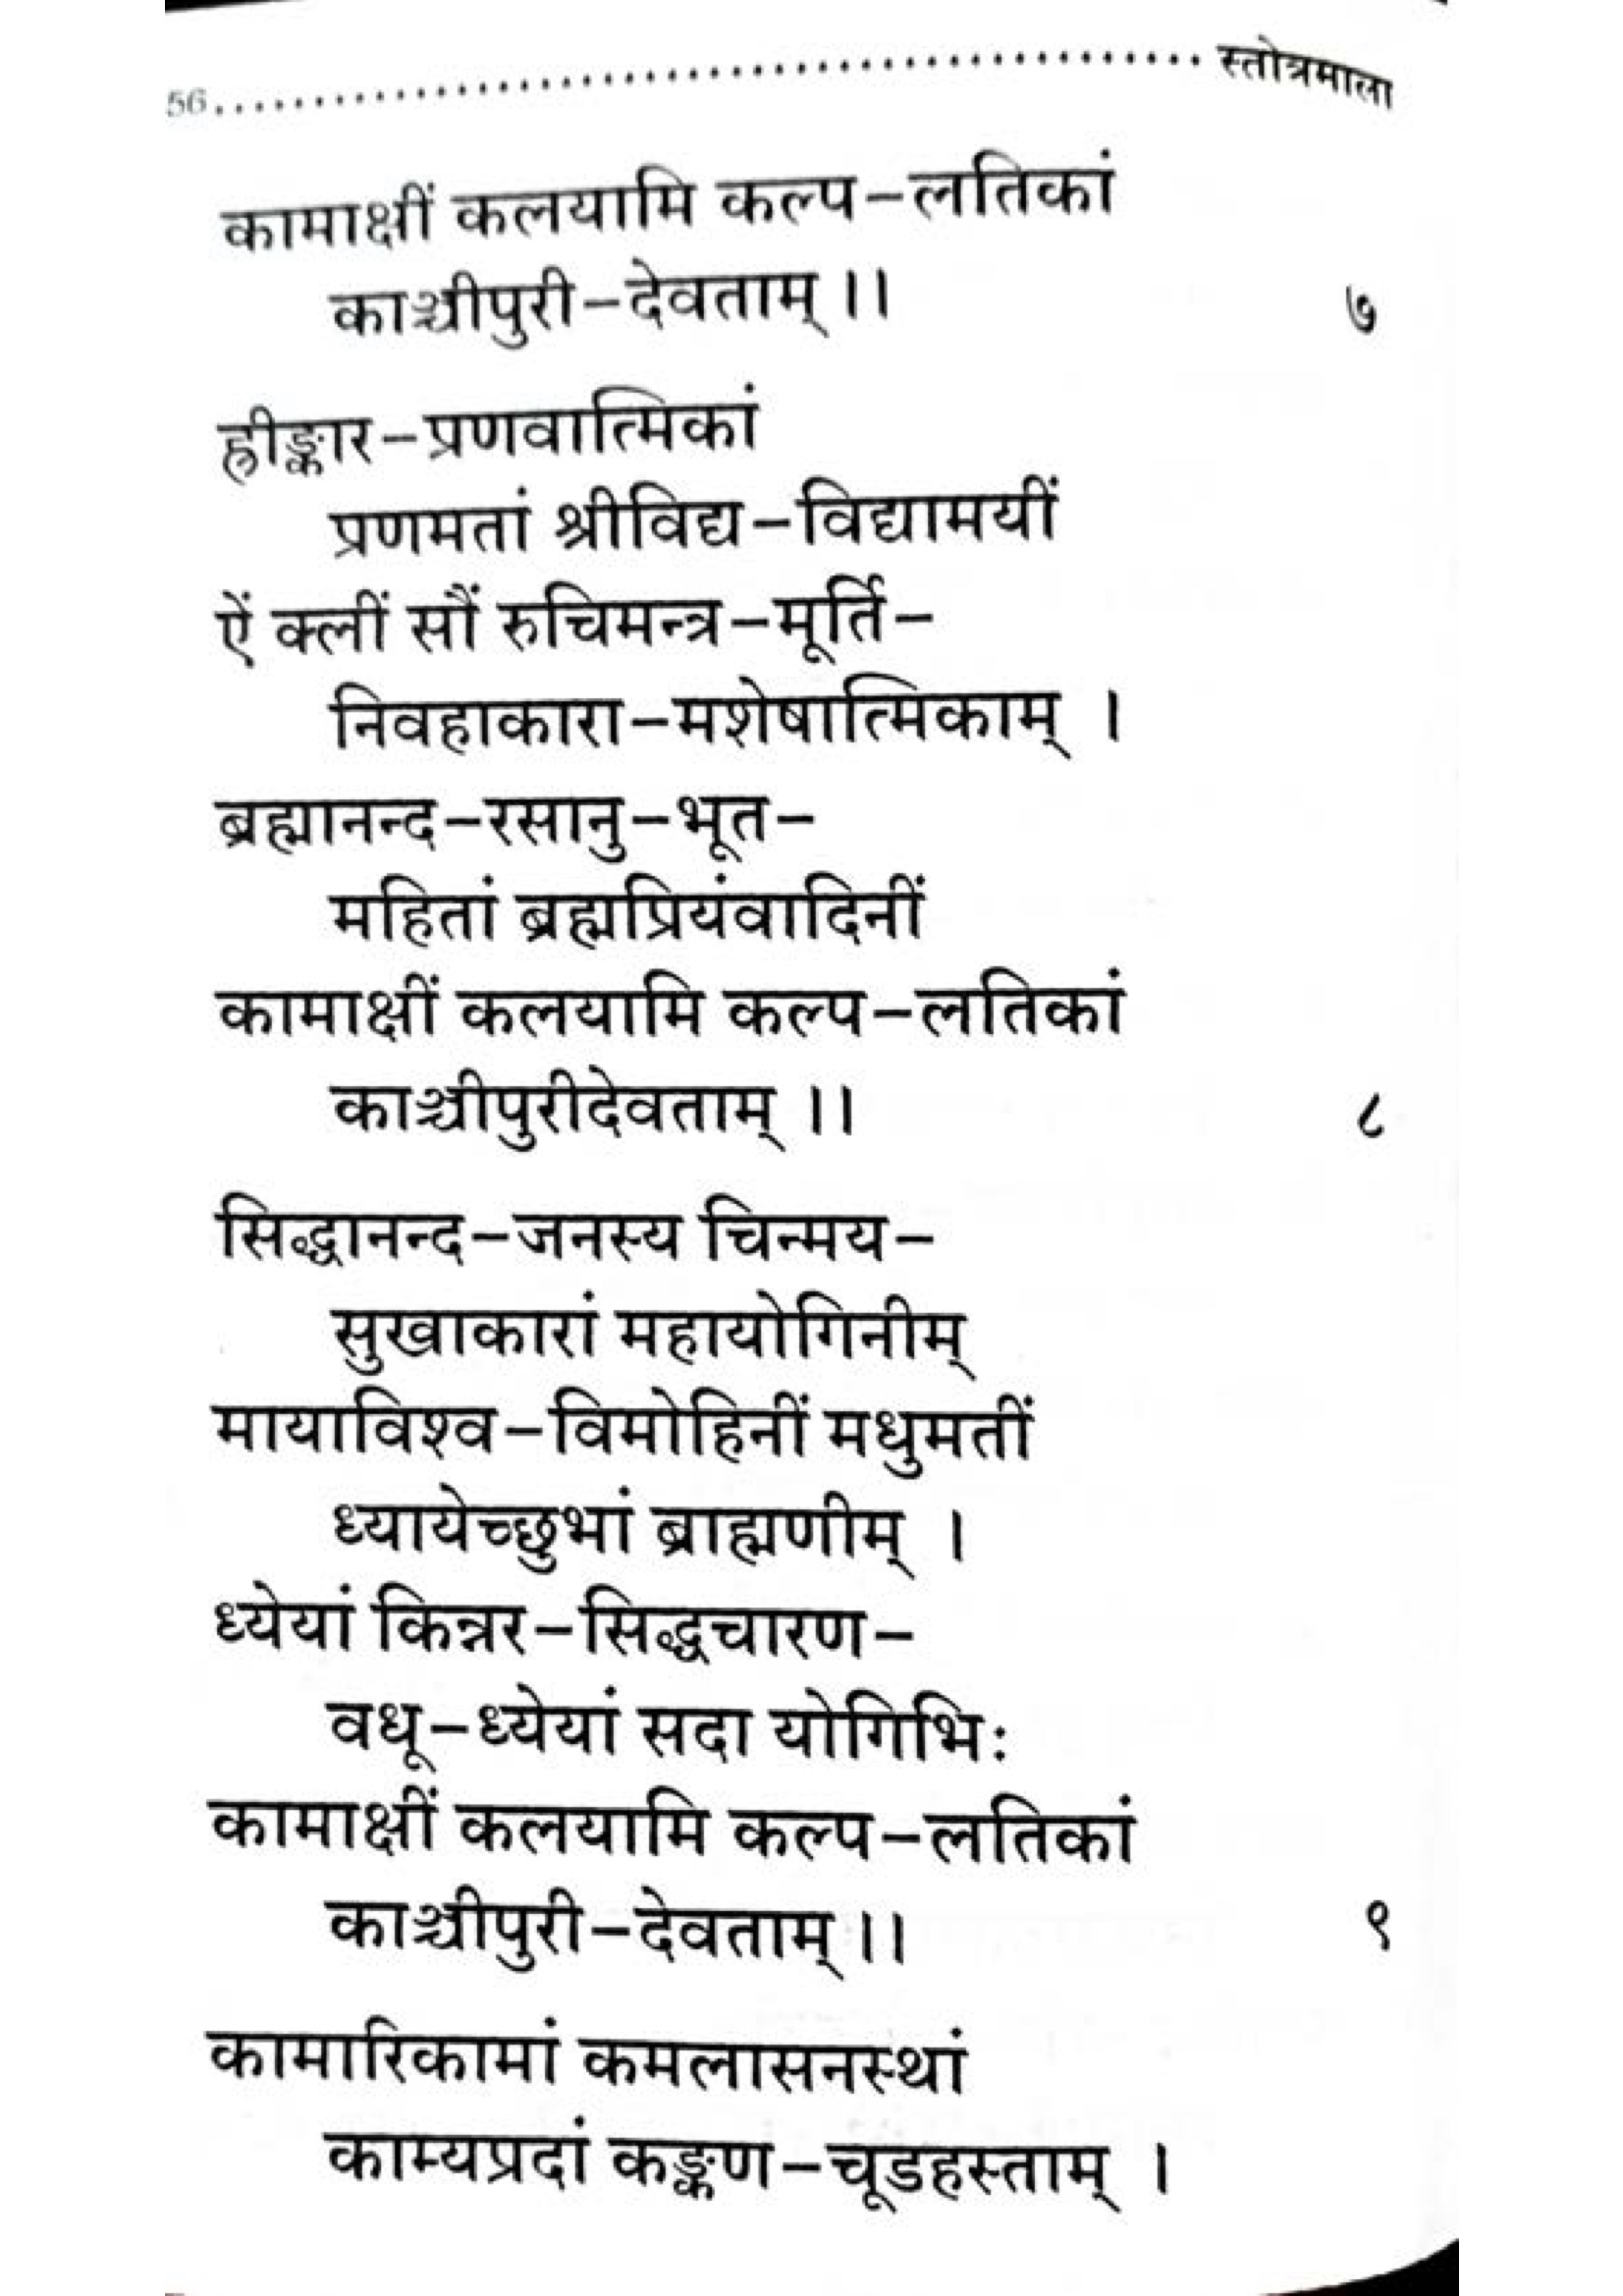 56............................................ स्तोत्रमाला
कामाक्षीं कलयामि कल्प–लतिकां
काञ्चीपुरी–देवताम् ।। ७
ह्रीङ्कार–प्रणवात्मिकां
प्रणमतां श्रीविद्य–विद्यामयीं
ऐं क्लीं सौं रुचिमन्त्र–मूर्ति–
निवहाकारा–मशेषात्मिकाम् ।
ब्रह्मानन्द–रसानु–भूत–
महितां ब्रह्मप्रियंवादिनीं
कामाक्षीं कलयामि कल्प–लतिकां
काञ्चीपुरीदेवताम् ।। ८
सिद्धानन्द–जनस्य चिन्मय–
सुखाकारां महायोगिनीम्
मायाविश्व–विमोहिनीं मधुमतीं
ध्यायेच्छुभां ब्राह्मणीम् ।
ध्येयां किन्नर–सिद्धचारण–
वधू–ध्येयां सदा योगिभिः
कामाक्षीं कलयामि कल्प–लतिकां
काञ्चीपुरी–देवताम् ।। ९
कामारिकामां कमलासनस्थां
काम्यप्रदां कङ्कण–चूडहस्ताम् ।